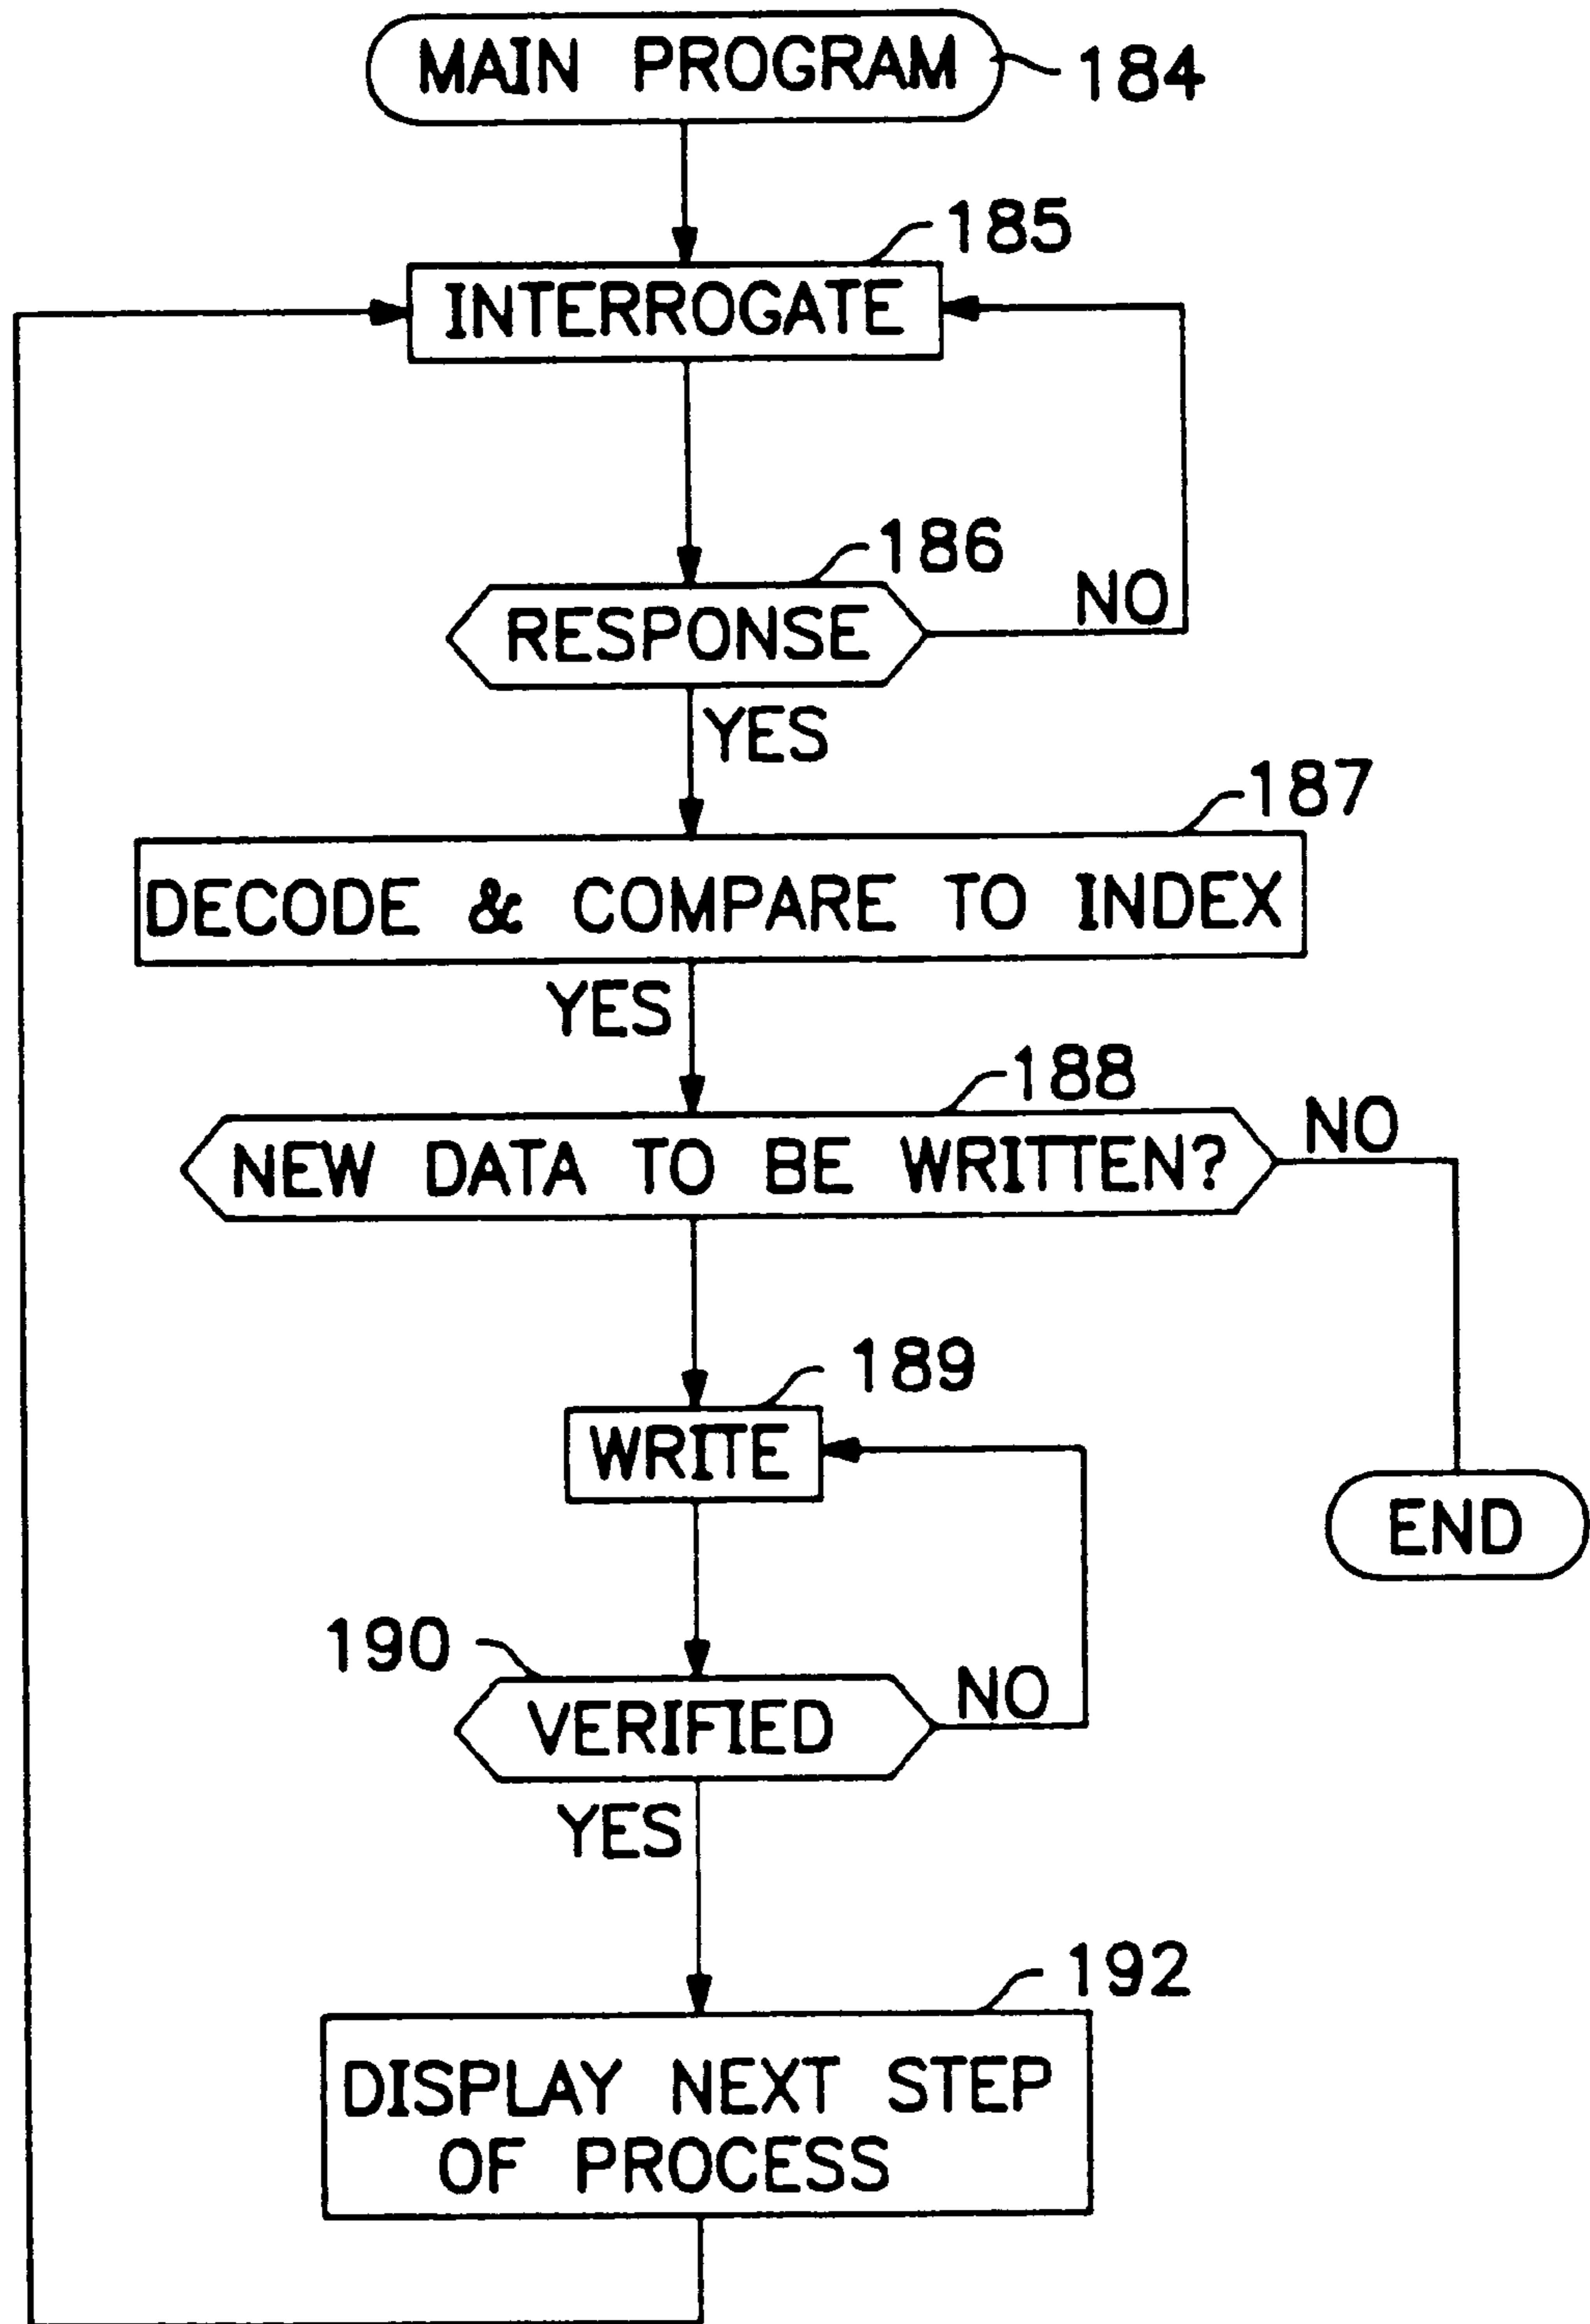 MAIN PROGRAM
184
185
INTERROGATE
186
RESPONSE
NO
YES
187
DECODE & COMPARE TO INDEX
YES
188
NEW DATA TO BE WRITTEN?
NO
189
WRITE
END
190
VERIFIED
NO
YES
192
DISPLAY NEXT STEP
OF PROCESS